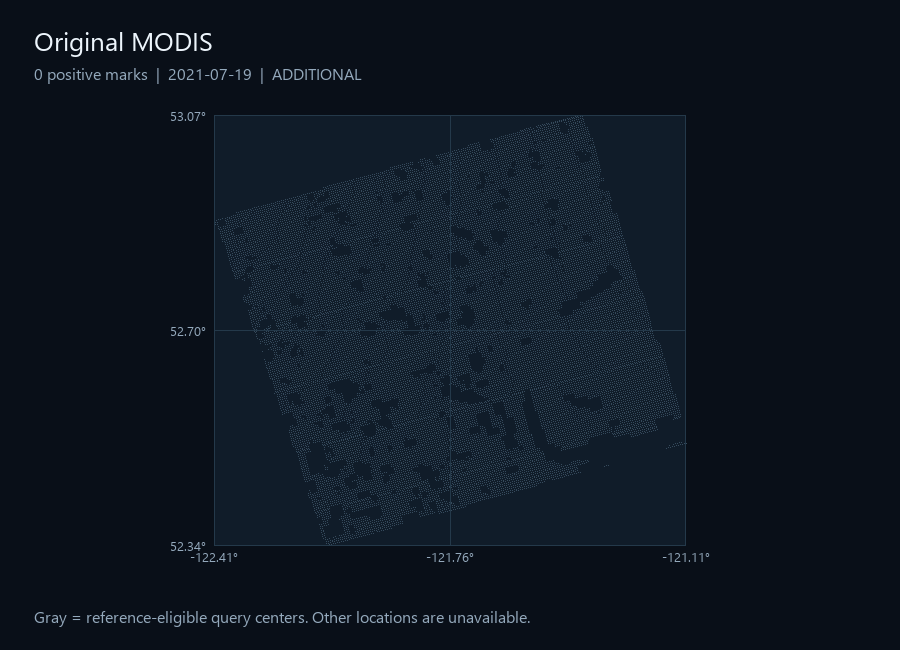 Original MODIS
0 positive marks | 2021-07-19 | ADDITIONAL
53.07°
52.70°
52.34°
-122.41°
-121.76°
-121.11°
Gray = reference-eligible query centers. Other locations are unavailable.